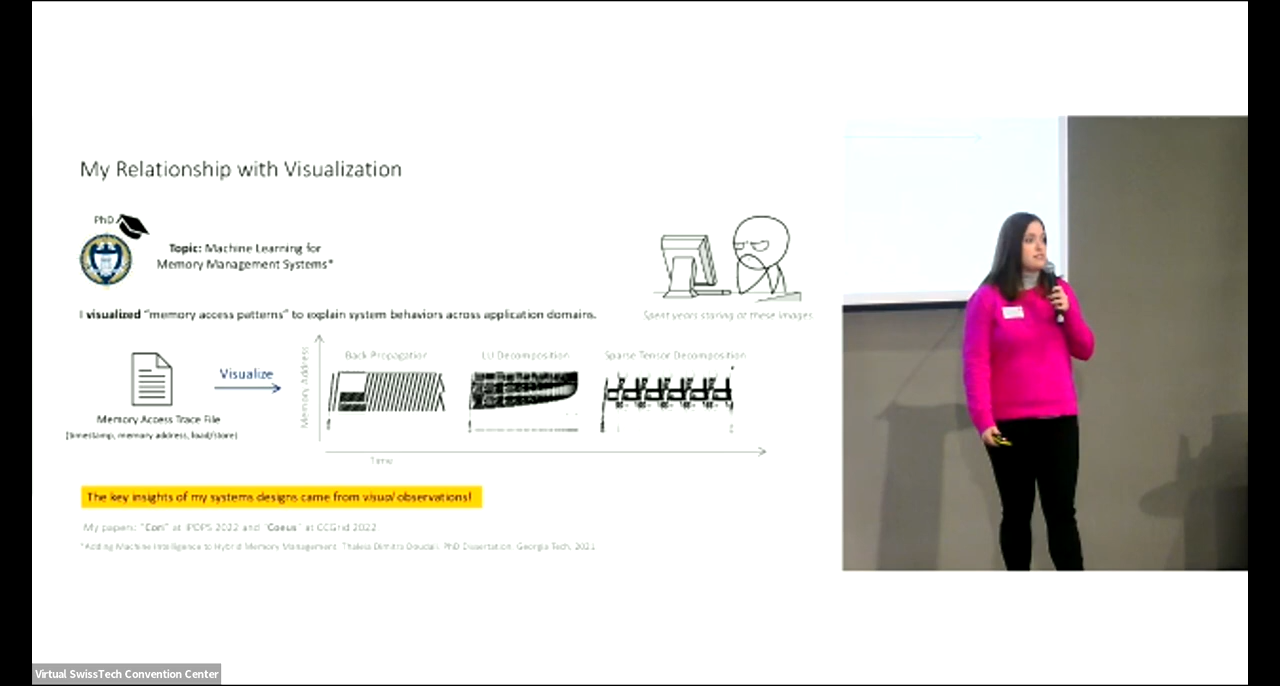 My Relationship with Visualization
PhD
Topic: Machine Learning for
Memory Management Systems*
Spent years staring at these images
I visualized "memory access patterns" to explain system behaviors across application domains.
Memory Access Trace File
(timestamp, memory address, load/store)
Visualize
Memory Address
Back Propagation
LU Decomposition
Sparse Tensor Decomposition
Time
The key insights of my systems designs came from visual observations!
My papers: "Cori" at IPDPS 2022 and "Coeus" at CCGrid 2022
*Adding Machine Intelligence to Hybrid Memory Management, Thaleia Dimitra Doudali, PhD Dissertation, Georgia Tech, 2021
Virtual SwissTech Convention Center